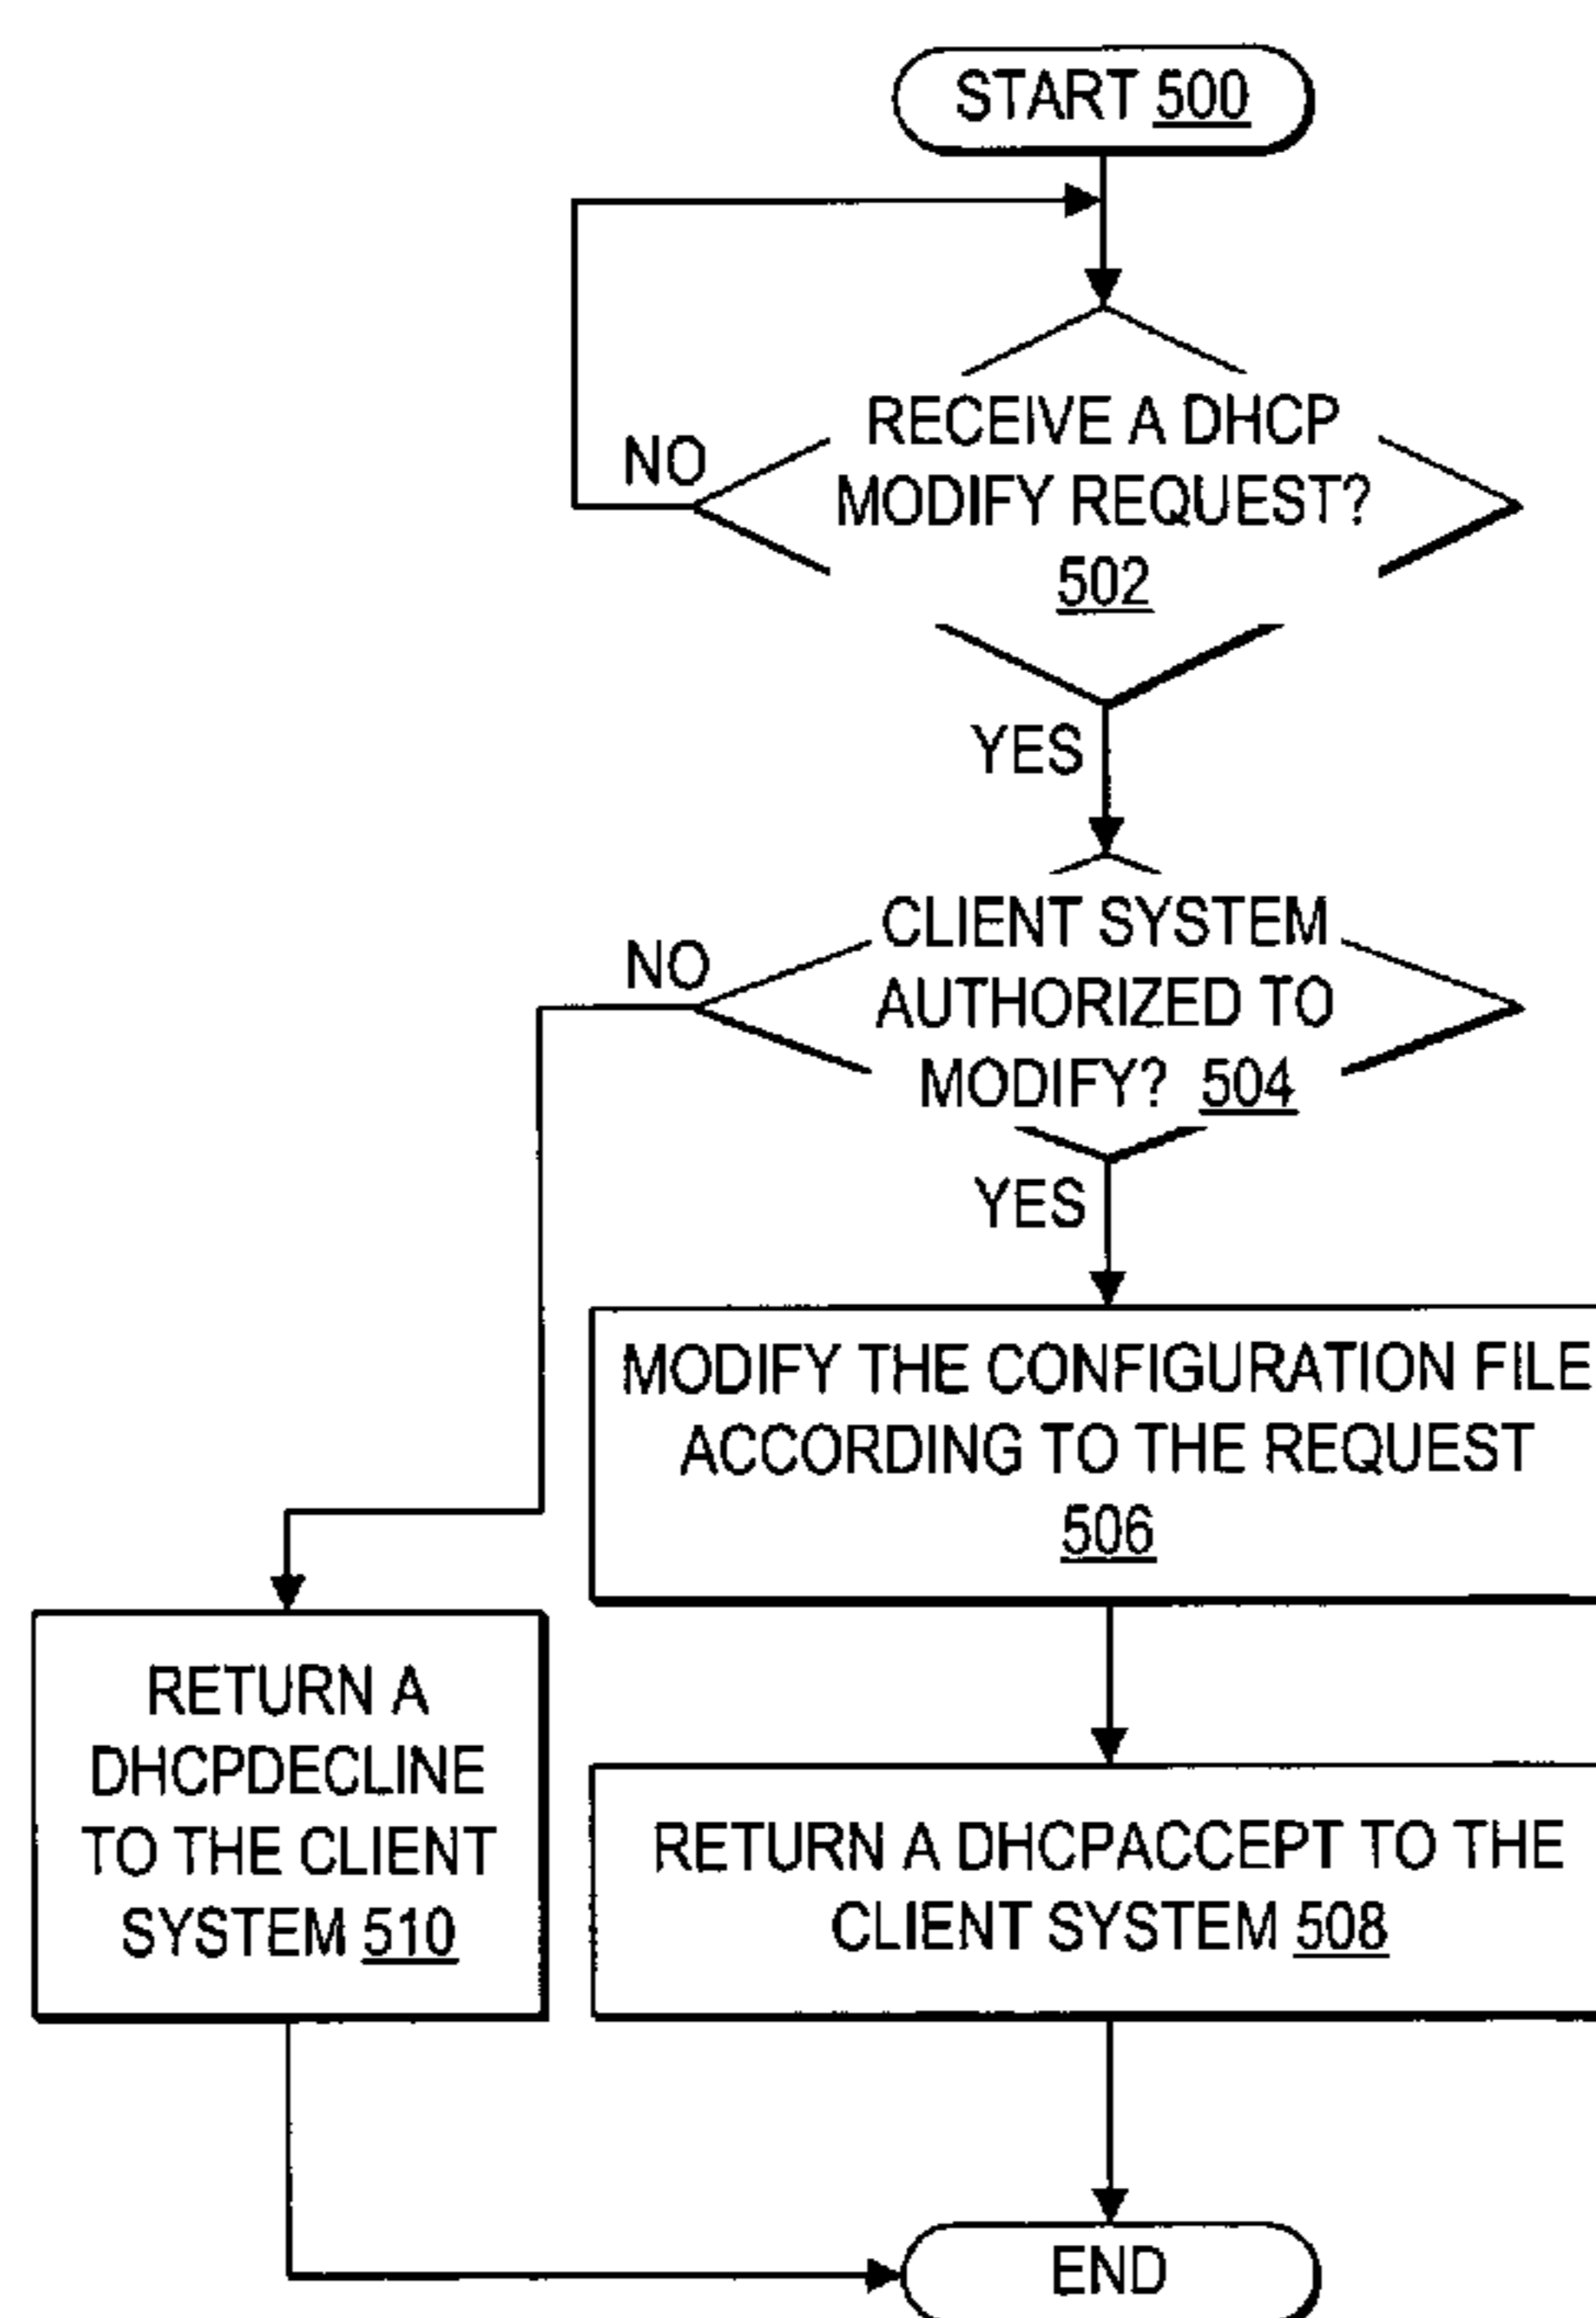 START 500
RECEIVE A DHCP
MODIFY REQUEST?
502
NO
YES
CLIENT SYSTEM
AUTHORIZED TO
MODIFY? 504
NO
YES
MODIFY THE CONFIGURATION FILE
ACCORDING TO THE REQUEST
506
RETURN A
DHCPDECLINE
TO THE CLIENT
SYSTEM 510
RETURN A DHCPACCEPT TO THE
CLIENT SYSTEM 508
END